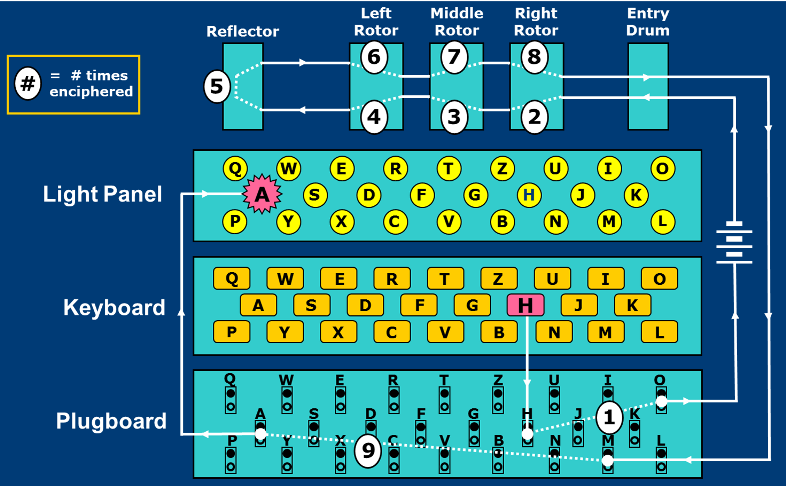 Reflector
Left
Rotor
Middle
Rotor
Right
Rotor
Entry
Drum
# = # times
enciphered
5
6 7 8
4 3 2
Light Panel
Q W E R T Z U I O
A S D F G H J K
P Y X C V B N M L
Keyboard
Q W E R T Z U I O
A S D F G H J K
P Y X C V B N M L
Plugboard
Q W E R T Z U I O
A S D F G H J 1 K
P Y X 9 C V B N M L